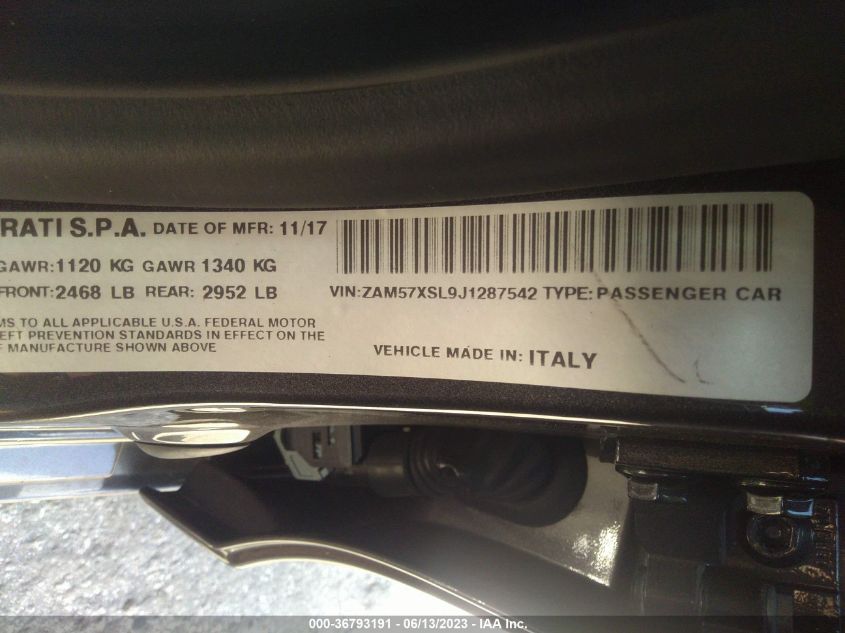 RATI S.P.A. DATE OF MFR: 11/17
GAWR:1120 KG GAWR 1340 KG
FRONT:2468 LB REAR: 2952 LB
VIN:ZAM57XSL9J1287542 TYPE:PASSENGER CAR
MS TO ALL APPLICABLE U.S.A. FEDERAL MOTOR
EFT PREVENTION STANDARDS IN EFFECT ON THE
F MANUFACTURE SHOWN ABOVE
VEHICLE MADE IN: ITALY
000-36793191 - 06/13/2023 - IAA Inc.